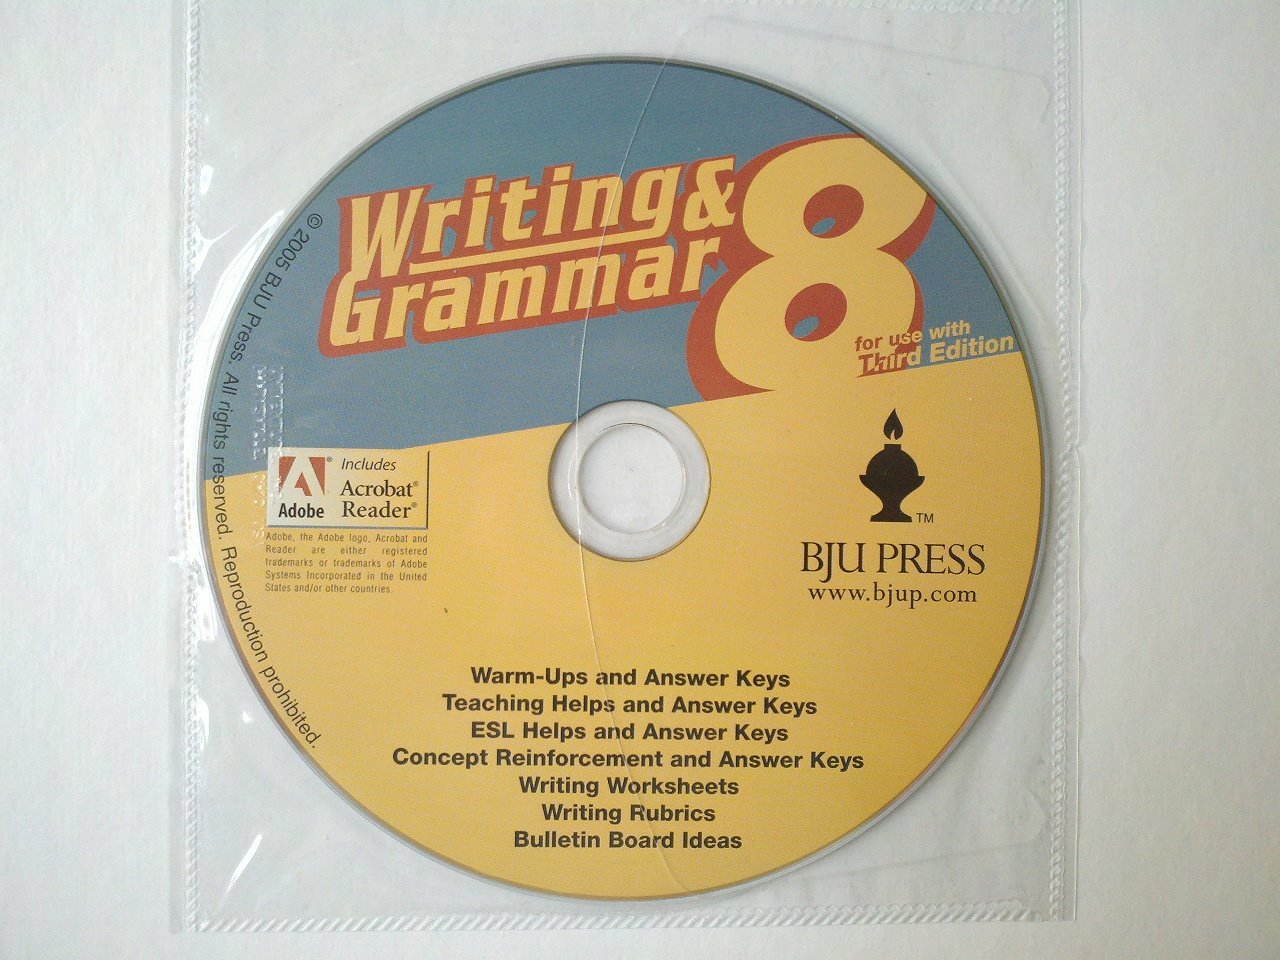 Writing &
Grammar
8
for use with
Third Edition
© 2005 BJU Press. All rights reserved. Reproduction prohibited.
Includes
Acrobat®
Reader®
Adobe
®
Adobe, the Adobe logo, Acrobat and
Reader are either registered
trademarks or trademarks of Adobe
Systems Incorporated in the United
States and/or other countries.
TM
BJU PRESS
www.bjup.com
Warm-Ups and Answer Keys
Teaching Helps and Answer Keys
ESL Helps and Answer Keys
Concept Reinforcement and Answer Keys
Writing Worksheets
Writing Rubrics
Bulletin Board Ideas